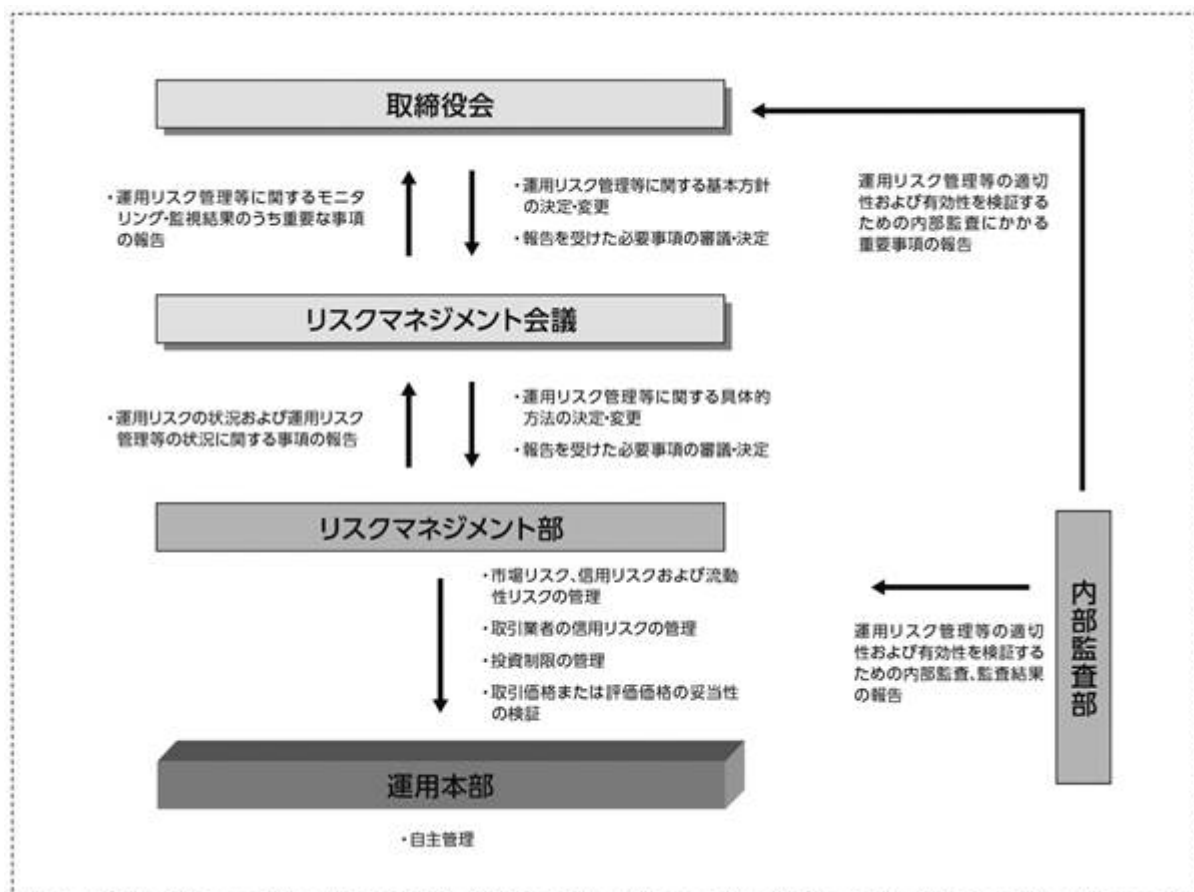 取締役会
・運用リスク管理等に関するモニタ
リング・監視結果のうち重要な事項
の報告
・運用リスク管理等に関する基本方針
の決定・変更
・報告を受けた必要事項の審議・決定
運用リスク管理等の適切
性および有効性を検証する
ための内部監査にかかる
重要事項の報告
リスクマネジメント会議
・運用リスクの状況および運用リスク
管理等の状況に関する事項の報告
・運用リスク管理等に関する具体的
方法の決定・変更
・報告を受けた必要事項の審議・決定
リスクマネジメント部
・市場リスク、信用リスクおよび流動
性リスクの管理
・取引業者の信用リスクの管理
・投資制限の管理
・取引価格または評価価格の妥当性
の検証
運用リスク管理等の適切
性および有効性を検証する
ための内部監査、監査結果
の報告
内部監査部
運用本部
・自主管理